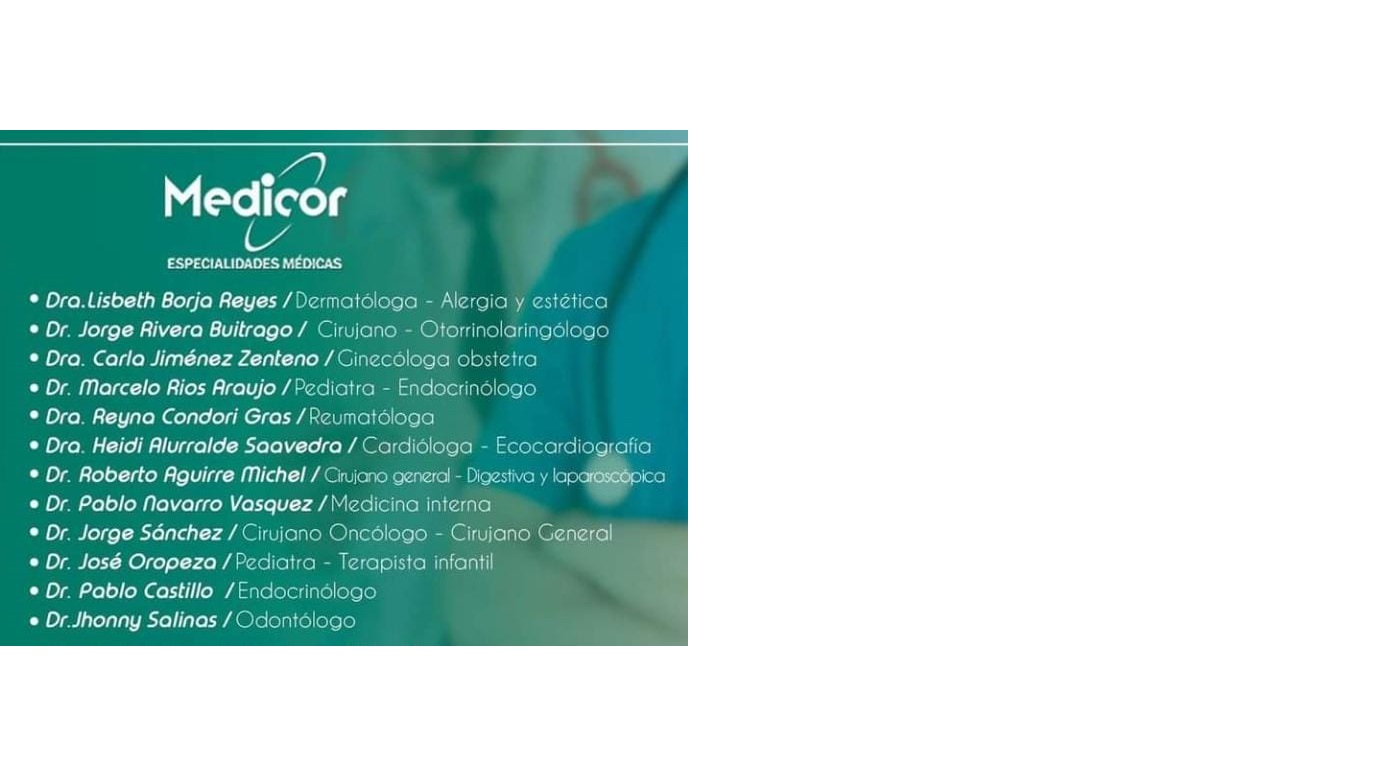 Medicor
ESPECIALIDADES MÉDICAS
• Dra.Lisbeth Borja Reyes / Dermatóloga - Alergia y estética
• Dr. Jorge Rivera Buitrago / Cirujano - Otorrinolaringólogo
• Dra. Carla Jiménez Zenteno / Ginecóloga obstetra
• Dr. Marcelo Rios Araujo / Pediatra - Endocrinólogo
• Dra. Reyna Condori Gras / Reumatóloga
• Dra. Heidi Alurralde Saavedra / Cardióloga - Ecocardiografía
• Dr. Roberto Aguirre Michel / Cirujano general - Digestiva y laparoscópica
• Dr. Pablo Navarro Vasquez / Medicina interna
• Dr. Jorge Sánchez / Cirujano Oncólogo - Cirujano General
• Dr. José Oropeza / Pediatra - Terapista infantil
• Dr. Pablo Castillo / Endocrinólogo
• Dr.Jhonny Salinas / Odontólogo